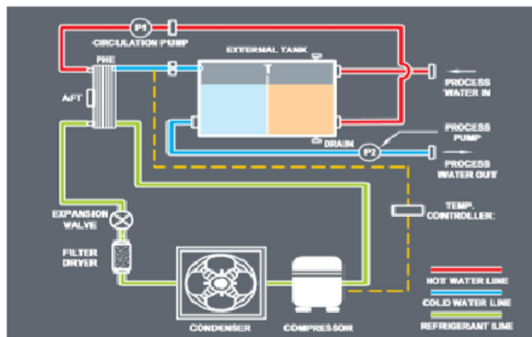 P1
CIRCULATION PUMP
EXTERNAL TANK
PHE
T
AFT
PROCESS
WATER IN
PROCESS
PUMP
DRAIN
P2
PROCESS
WATER OUT
EXPANSION
VALVE
TEMP.
CONTROLLER
FILTER
DRYER
CONDENSER
COMPRESSOR
HOT WATER LINE
COLD WATER LINE
REFRIGERANT LINE